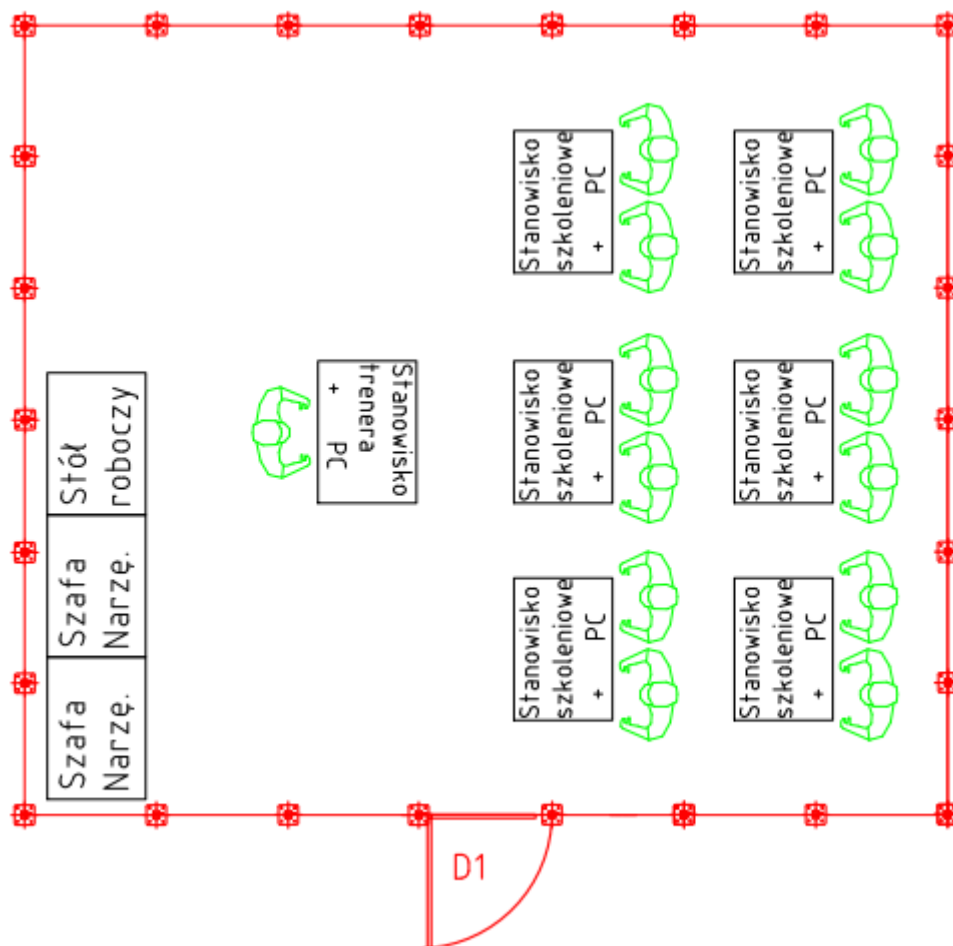 Stanowisko
szkoleniowe
+ PC
Stanowisko
szkoleniowe
+ PC
Stół
roboczy
Stanowisko
trenera
+ PC
Stanowisko
szkoleniowe
+ PC
Stanowisko
szkoleniowe
+ PC
Szafa
Narzę.
Szafa
Narzę.
Stanowisko
szkoleniowe
+ PC
Stanowisko
szkoleniowe
+ PC
D1